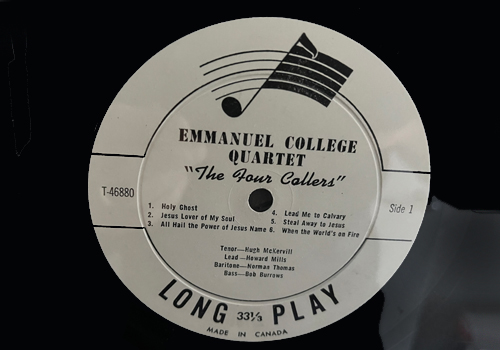 EMMANUEL COLLEGE
QUARTET
"The Four Callers"
T-46880
Side 1
1. Holy Ghost
2. Jesus Lover of My Soul
3. All Hail the Power of Jesus Name
4. Lead Me to Calvary
5. Steal Away to Jesus
6. When the World's on Fire
Tenor—Hugh McKervill
Lead—Howard Mills
Baritone—Norman Thomas
Bass—Bob Burrows
LONG 33⅓ PLAY
MADE IN CANADA